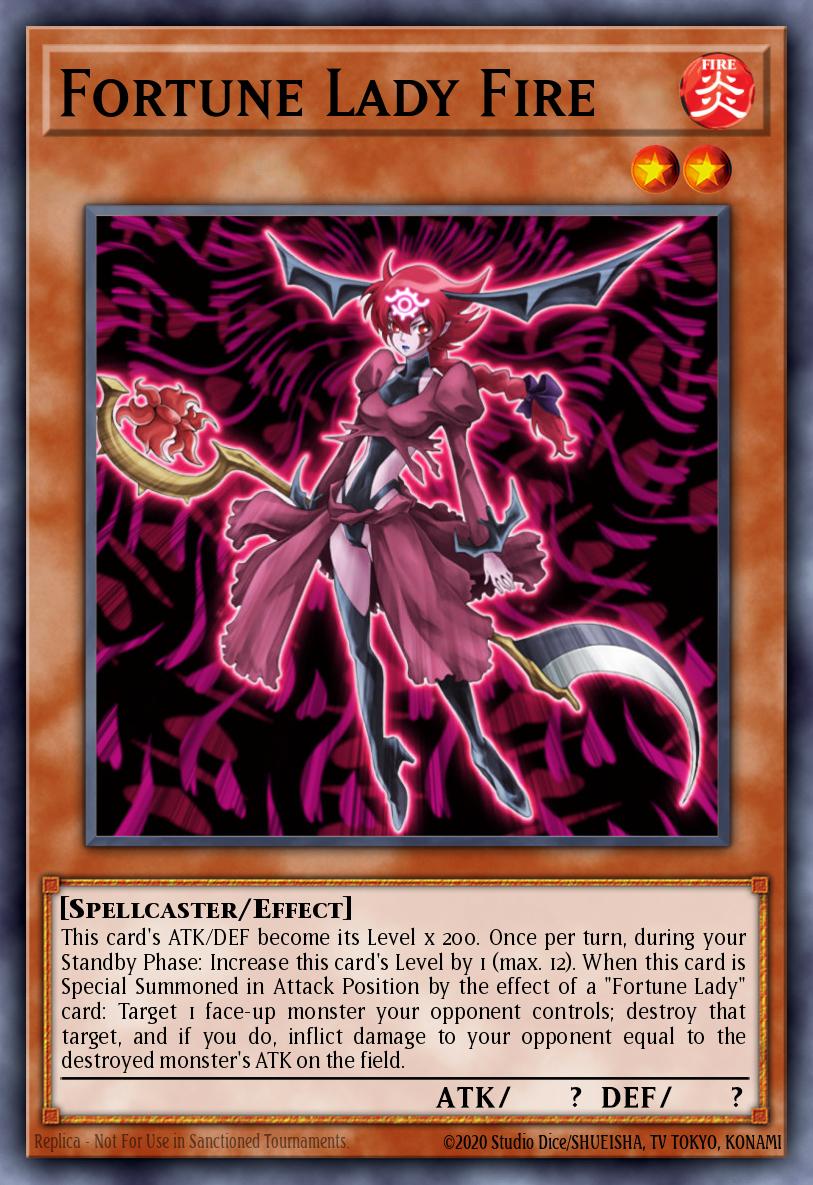 Fortune Lady Fire
FIRE
炎
[Spellcaster/Effect]
This card's ATK/DEF become its Level x 200. Once per turn, during your
Standby Phase: Increase this card's Level by 1 (max. 12). When this card is
Special Summoned in Attack Position by the effect of a "Fortune Lady"
card: Target 1 face-up monster your opponent controls; destroy that
target, and if you do, inflict damage to your opponent equal to the
destroyed monster's ATK on the field.
ATK/ ? DEF/ ?
Replica - Not For Use in Sanctioned Tournaments.
©2020 Studio Dice/SHUEISHA, TV TOKYO, KONAMI